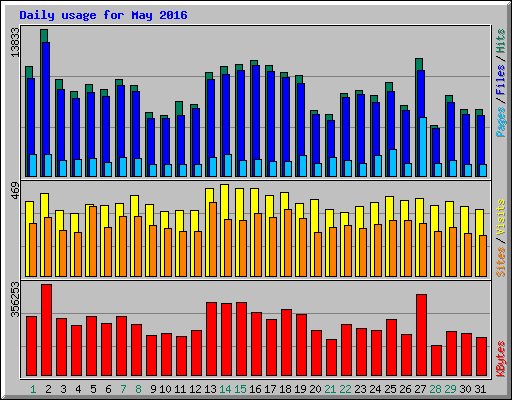 Daily usage for May 2016
13833
Pages / Files / Hits
469
Sites / Visits
356253
KBytes
1 2 3 4 5 6 7 8 9 10 11 12 13 14 15 16 17 18 19 20 21 22 23 24 25 26 27 28 29 30 31